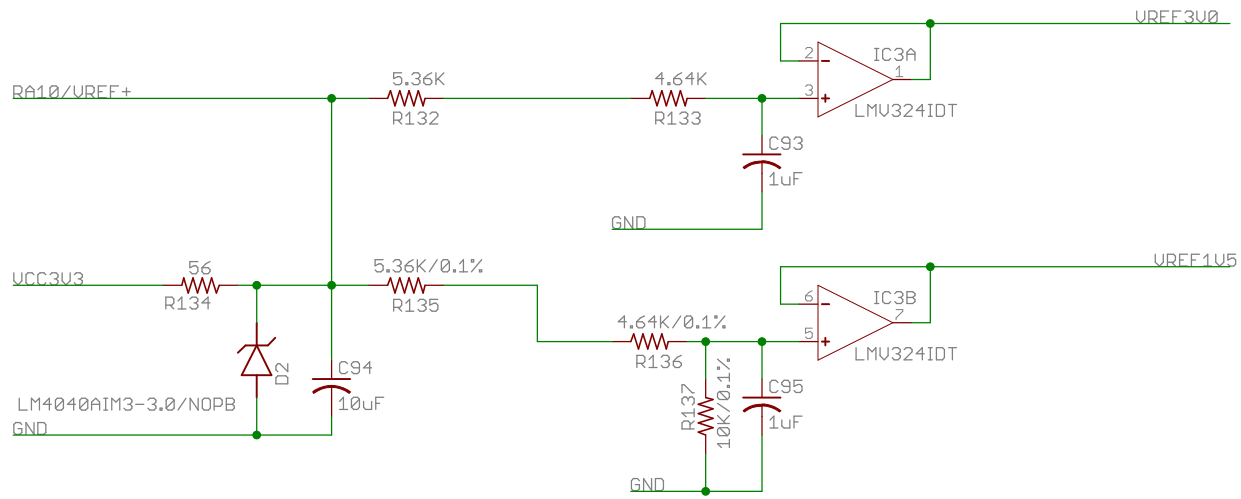 VREF3V0
IC3A
2
1
3
LMV324IDT
RA10/VREF+
5.36K
R132
4.64K
R133
C93
1uF
GND
VREF1V5
IC3B
6
7
5
LMV324IDT
VCC3V3
56
R134
5.36K/0.1%
R135
4.64K/0.1%
R136
R137
10K/0.1%
C95
1uF
D2
C94
10uF
LM4040AIM3-3.0/NOPB
GND
GND